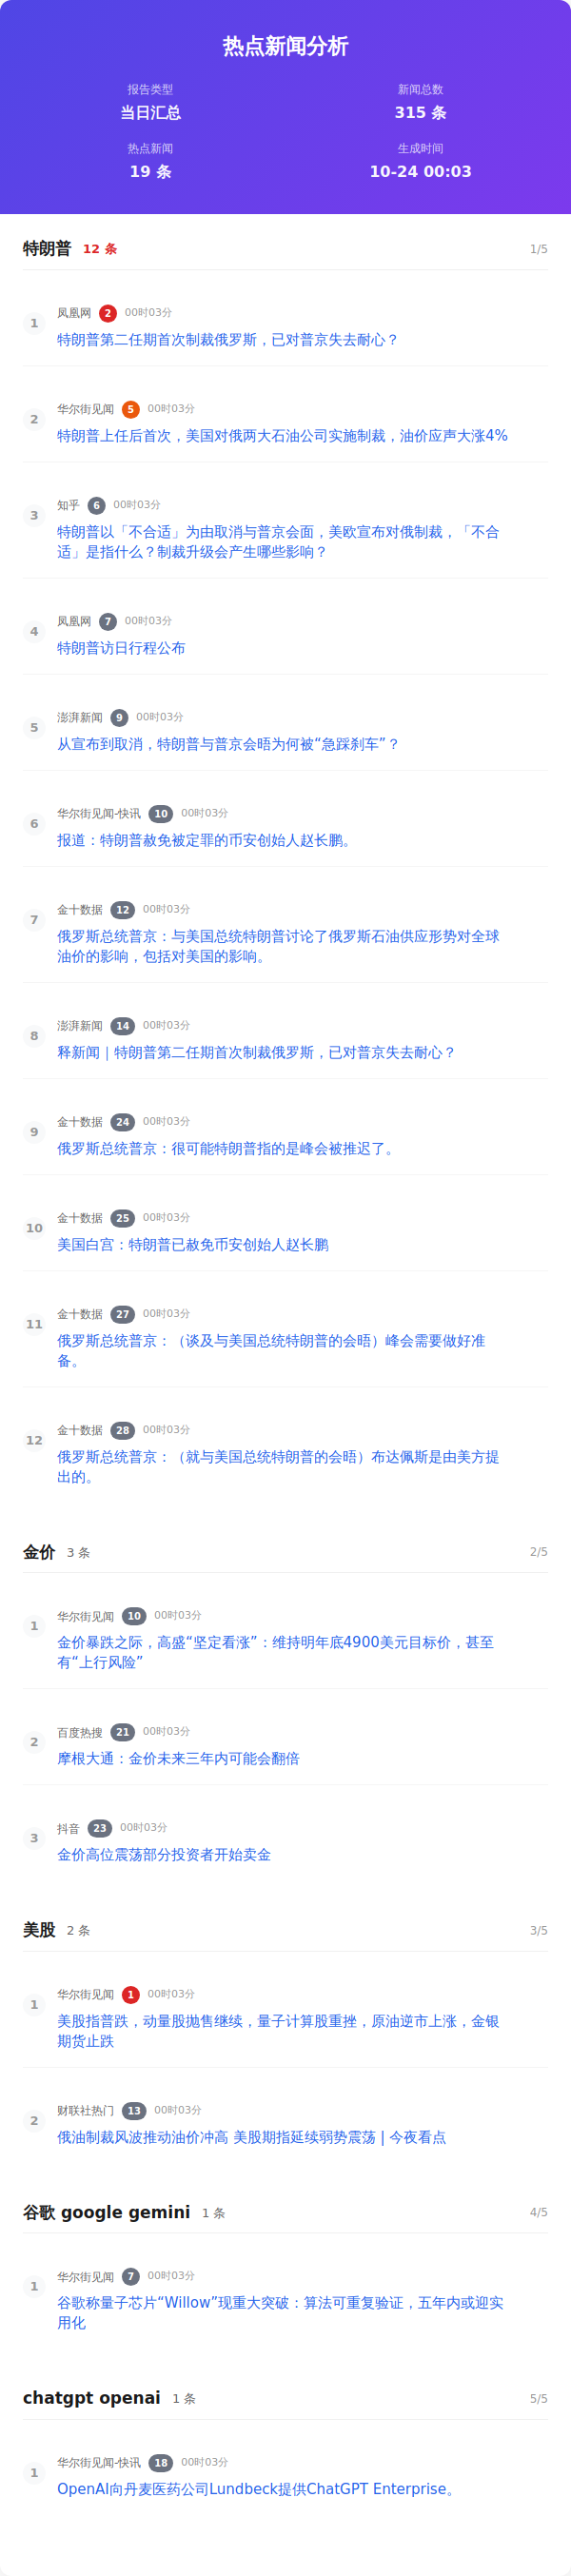 热点新闻分析
报告类型
新闻总数
当日汇总
315 条
热点新闻
生成时间
19 条
10-24 00:03
特朗普 12 条 1/5
1
凤凰网 2 00时03分
特朗普第二任期首次制裁俄罗斯，已对普京失去耐心？
2
华尔街见闻 5 00时03分
特朗普上任后首次，美国对俄两大石油公司实施制裁，油价应声大涨4%
3
知乎 6 00时03分
特朗普以「不合适」为由取消与普京会面，美欧宣布对俄制裁，「不合
适」是指什么？制裁升级会产生哪些影响？
4
凤凰网 7 00时03分
特朗普访日行程公布
5
澎湃新闻 9 00时03分
从宣布到取消，特朗普与普京会晤为何被“急踩刹车”？
6
华尔街见闻-快讯 10 00时03分
报道：特朗普赦免被定罪的币安创始人赵长鹏。
7
金十数据 12 00时03分
俄罗斯总统普京：与美国总统特朗普讨论了俄罗斯石油供应形势对全球
油价的影响，包括对美国的影响。
8
澎湃新闻 14 00时03分
释新闻｜特朗普第二任期首次制裁俄罗斯，已对普京失去耐心？
9
金十数据 24 00时03分
俄罗斯总统普京：很可能特朗普指的是峰会被推迟了。
10
金十数据 25 00时03分
美国白宫：特朗普已赦免币安创始人赵长鹏
11
金十数据 27 00时03分
俄罗斯总统普京：（谈及与美国总统特朗普的会晤）峰会需要做好准
备。
12
金十数据 28 00时03分
俄罗斯总统普京：（就与美国总统特朗普的会晤）布达佩斯是由美方提
出的。
金价 3 条 2/5
1
华尔街见闻 10 00时03分
金价暴跌之际，高盛“坚定看涨”：维持明年底4900美元目标价，甚至
有“上行风险”
2
百度热搜 21 00时03分
摩根大通：金价未来三年内可能会翻倍
3
抖音 23 00时03分
金价高位震荡部分投资者开始卖金
美股 2 条 3/5
1
华尔街见闻 1 00时03分
美股指普跌，动量股抛售继续，量子计算股重挫，原油逆市上涨，金银
期货止跌
2
财联社热门 13 00时03分
俄油制裁风波推动油价冲高 美股期指延续弱势震荡 | 今夜看点
谷歌 google gemini 1 条 4/5
1
华尔街见闻 7 00时03分
谷歌称量子芯片“Willow”现重大突破：算法可重复验证，五年内或迎实
用化
chatgpt openai 1 条 5/5
1
华尔街见闻-快讯 18 00时03分
OpenAI向丹麦医药公司Lundbeck提供ChatGPT Enterprise。